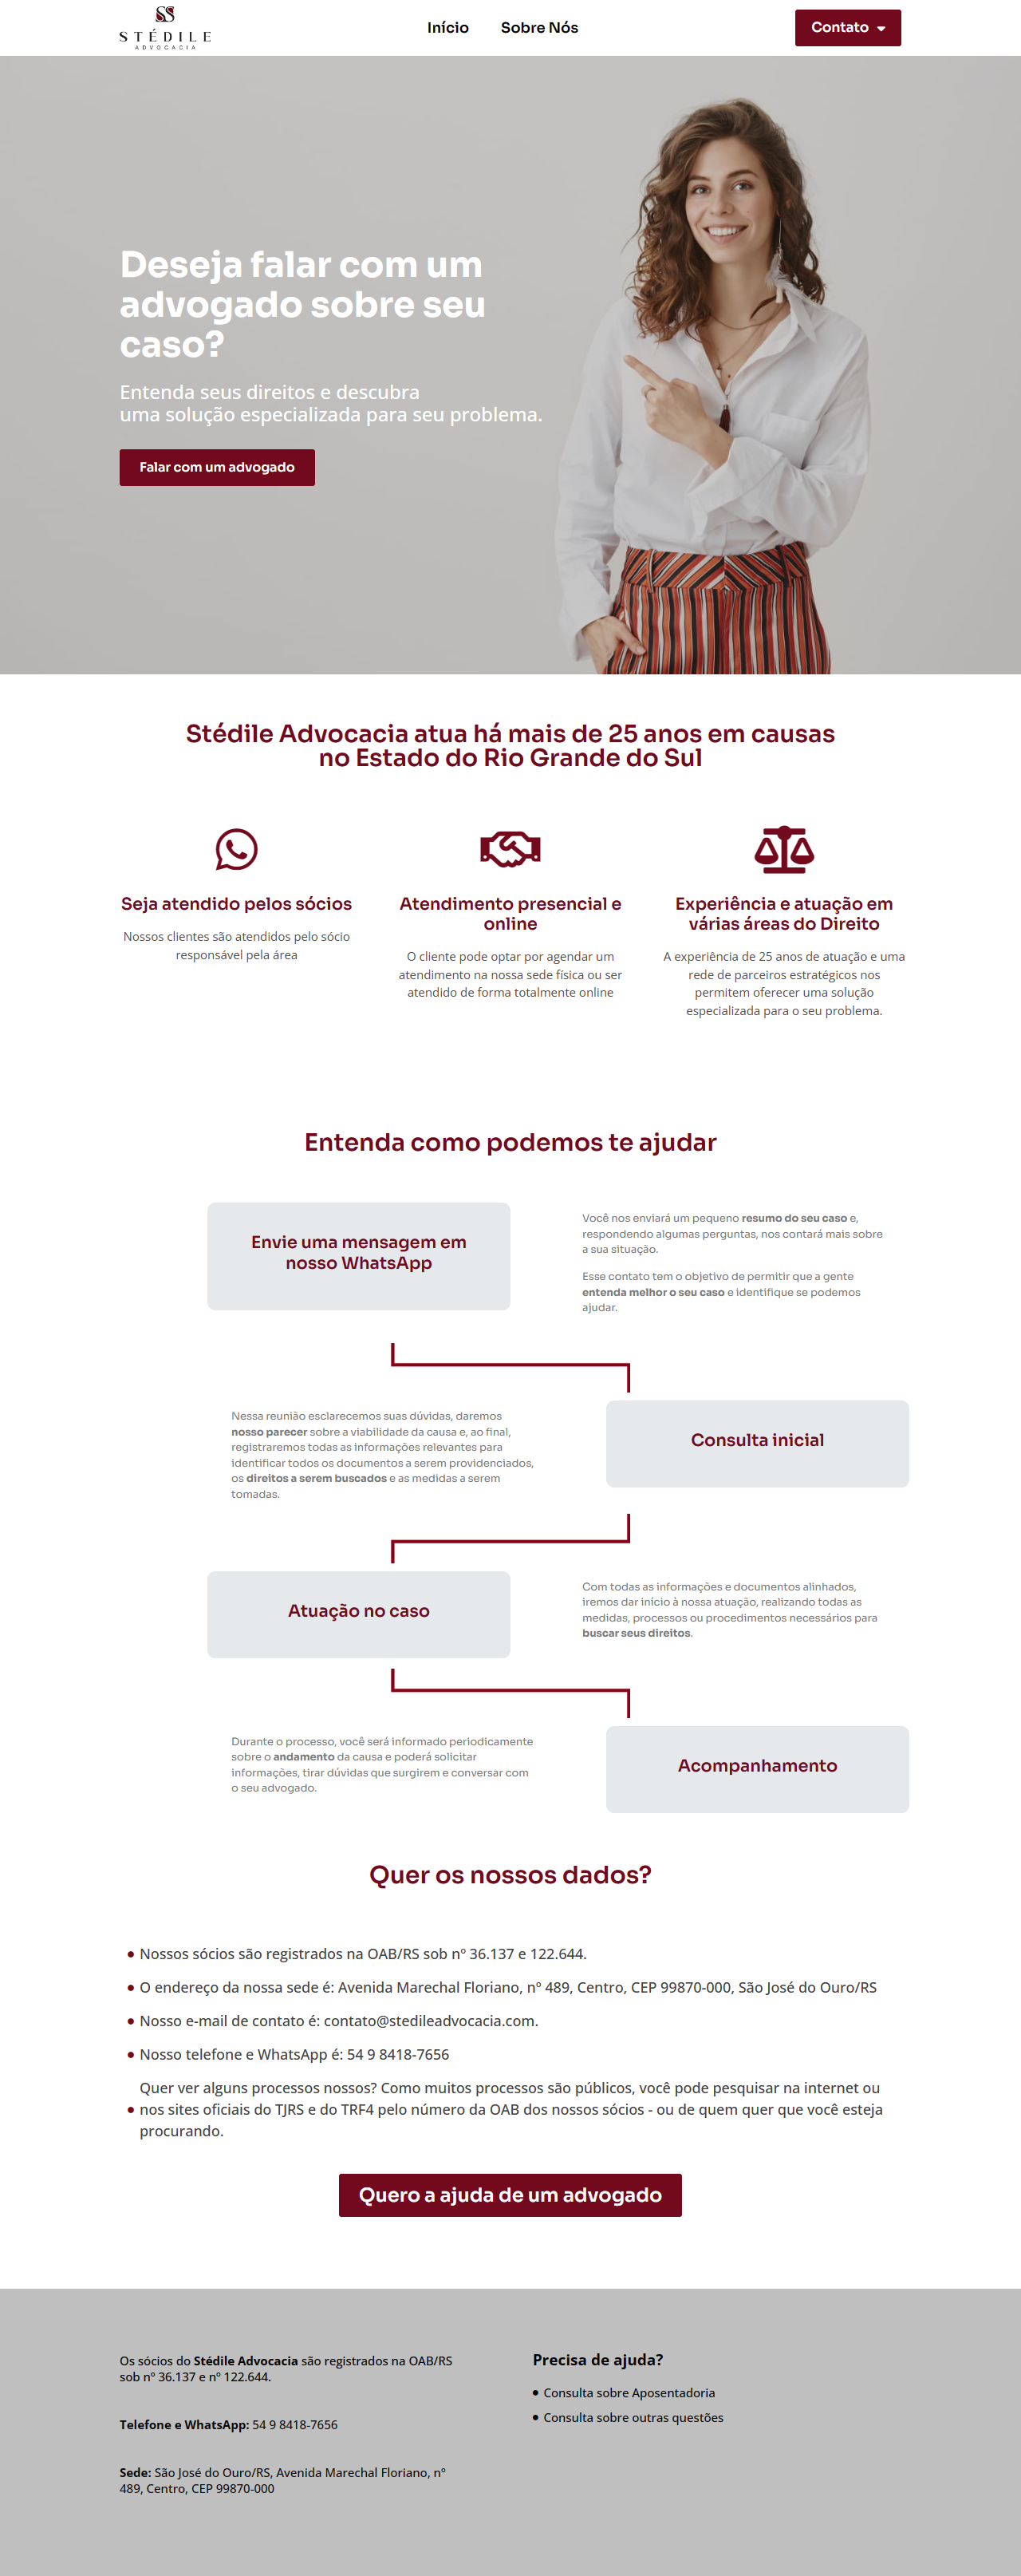 SS
STÉDILE
ADVOCACIA
Início
Sobre Nós
Contato
Deseja falar com um
advogado sobre seu
caso?
Entenda seus direitos e descubra
uma solução especializada para seu problema.
Falar com um advogado
Stédile Advocacia atua há mais de 25 anos em causas
no Estado do Rio Grande do Sul
Seja atendido pelos sócios
Nossos clientes são atendidos pelo sócio
responsável pela área
Atendimento presencial e
online
O cliente pode optar por agendar um
atendimento na nossa sede física ou ser
atendido de forma totalmente online
Experiência e atuação em
várias áreas do Direito
A experiência de 25 anos de atuação e uma
rede de parceiros estratégicos nos
permitem oferecer uma solução
especializada para o seu problema.
Entenda como podemos te ajudar
Envie uma mensagem em
nosso WhatsApp
Você nos enviará um pequeno resumo do seu caso e,
respondendo algumas perguntas, nos contará mais sobre
a sua situação.
Esse contato tem o objetivo de permitir que a gente
entenda melhor o seu caso e identifique se podemos
ajudar.
Nessa reunião esclarecemos suas dúvidas, daremos
nosso parecer sobre a viabilidade da causa e, ao final,
registraremos todas as informações relevantes para
identificar todos os documentos a serem providenciados,
os direitos a serem buscados e as medidas a serem
tomadas.
Consulta inicial
Atuação no caso
Com todas as informações e documentos alinhados,
iremos dar início à nossa atuação, realizando todas as
medidas, processos ou procedimentos necessários para
buscar seus direitos.
Durante o processo, você será informado periodicamente
sobre o andamento da causa e poderá solicitar
informações, tirar dúvidas que surgirem e conversar com
o seu advogado.
Acompanhamento
Quer os nossos dados?
Nossos sócios são registrados na OAB/RS sob nº 36.137 e 122.644.
O endereço da nossa sede é: Avenida Marechal Floriano, nº 489, Centro, CEP 99870-000, São José do Ouro/RS
Nosso e-mail de contato é: contato@stedileadvocacia.com.
Nosso telefone e WhatsApp é: 54 9 8418-7656
Quer ver alguns processos nossos? Como muitos processos são públicos, você pode pesquisar na internet ou
nos sites oficiais do TJRS e do TRF4 pelo número da OAB dos nossos sócios - ou de quem quer que você esteja
procurando.
Quero a ajuda de um advogado
Os sócios do Stédile Advocacia são registrados na OAB/RS
sob nº 36.137 e nº 122.644.
Telefone e WhatsApp: 54 9 8418-7656
Sede: São José do Ouro/RS, Avenida Marechal Floriano, nº
489, Centro, CEP 99870-000
Precisa de ajuda?
Consulta sobre Aposentadoria
Consulta sobre outras questões